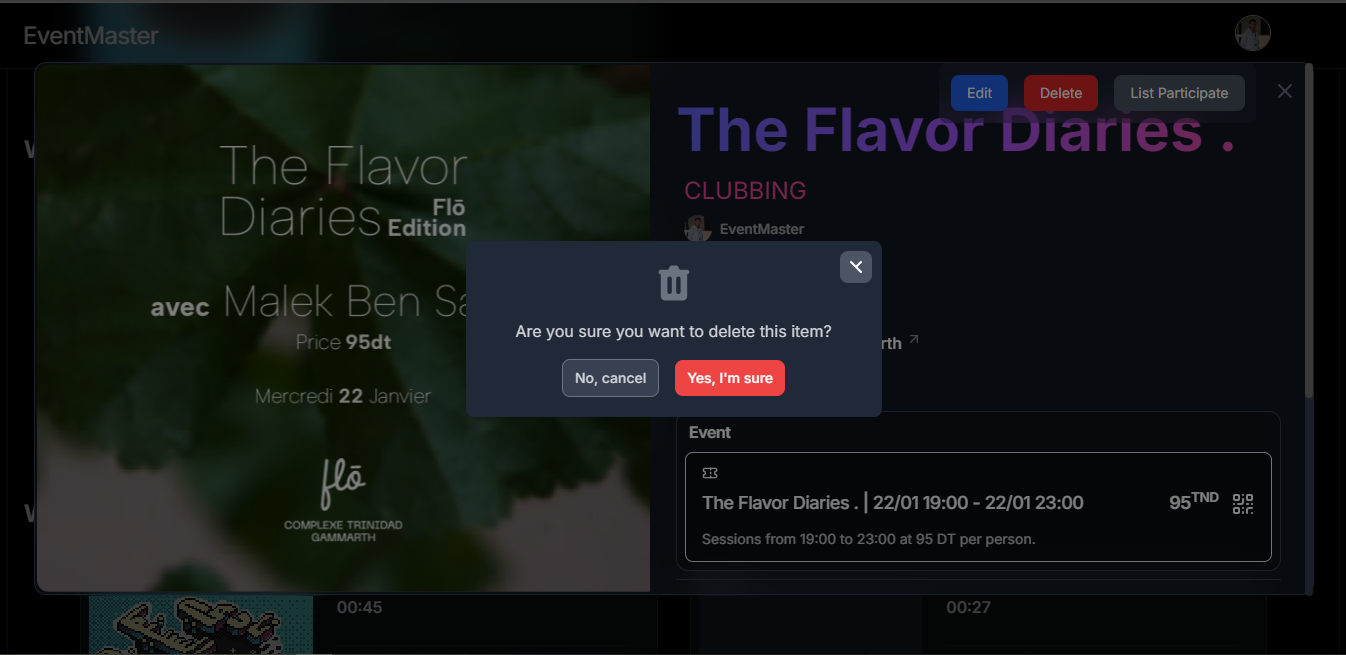 EventMaster
Edit
Delete
List Participate
The Flavor Diaries .
CLUBBING
EventMaster
The Flavor
Diaries Flō
Edition
avec Malek Ben Sa
Price 95dt
Mercredi 22 Janvier
flō
COMPLEXE TRINIDAD
GAMMARTH
Are you sure you want to delete this item?
No, cancel
Yes, I'm sure
rth
Event
The Flavor Diaries . | 22/01 19:00 - 22/01 23:00
95TND
Sessions from 19:00 to 23:00 at 95 DT per person.
00:45
00:27